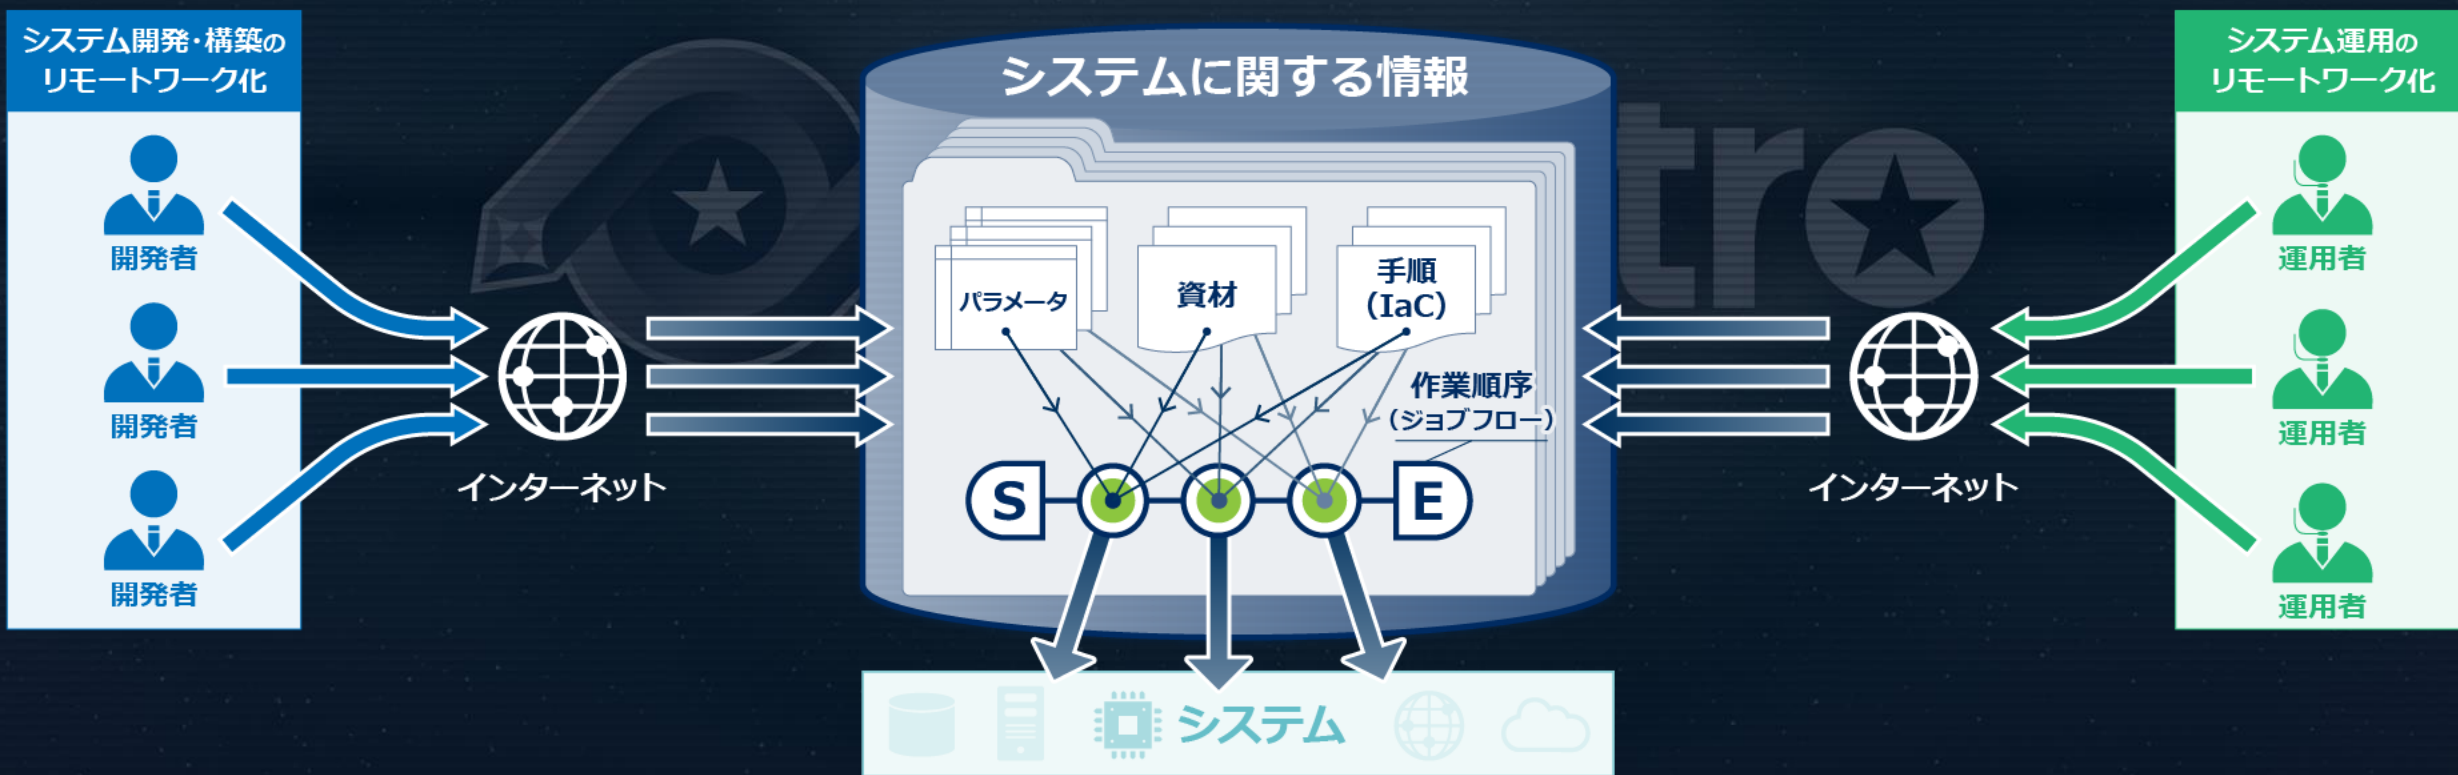 システム開発・構築の
リモートワーク化
開発者
開発者
開発者
インターネット
システムに関する情報
パラメータ
資材
手順
（IaC）
作業順序
（ジョブフロー）
S
E
システム
tro
インターネット
システム運用の
リモートワーク化
運用者
運用者
運用者